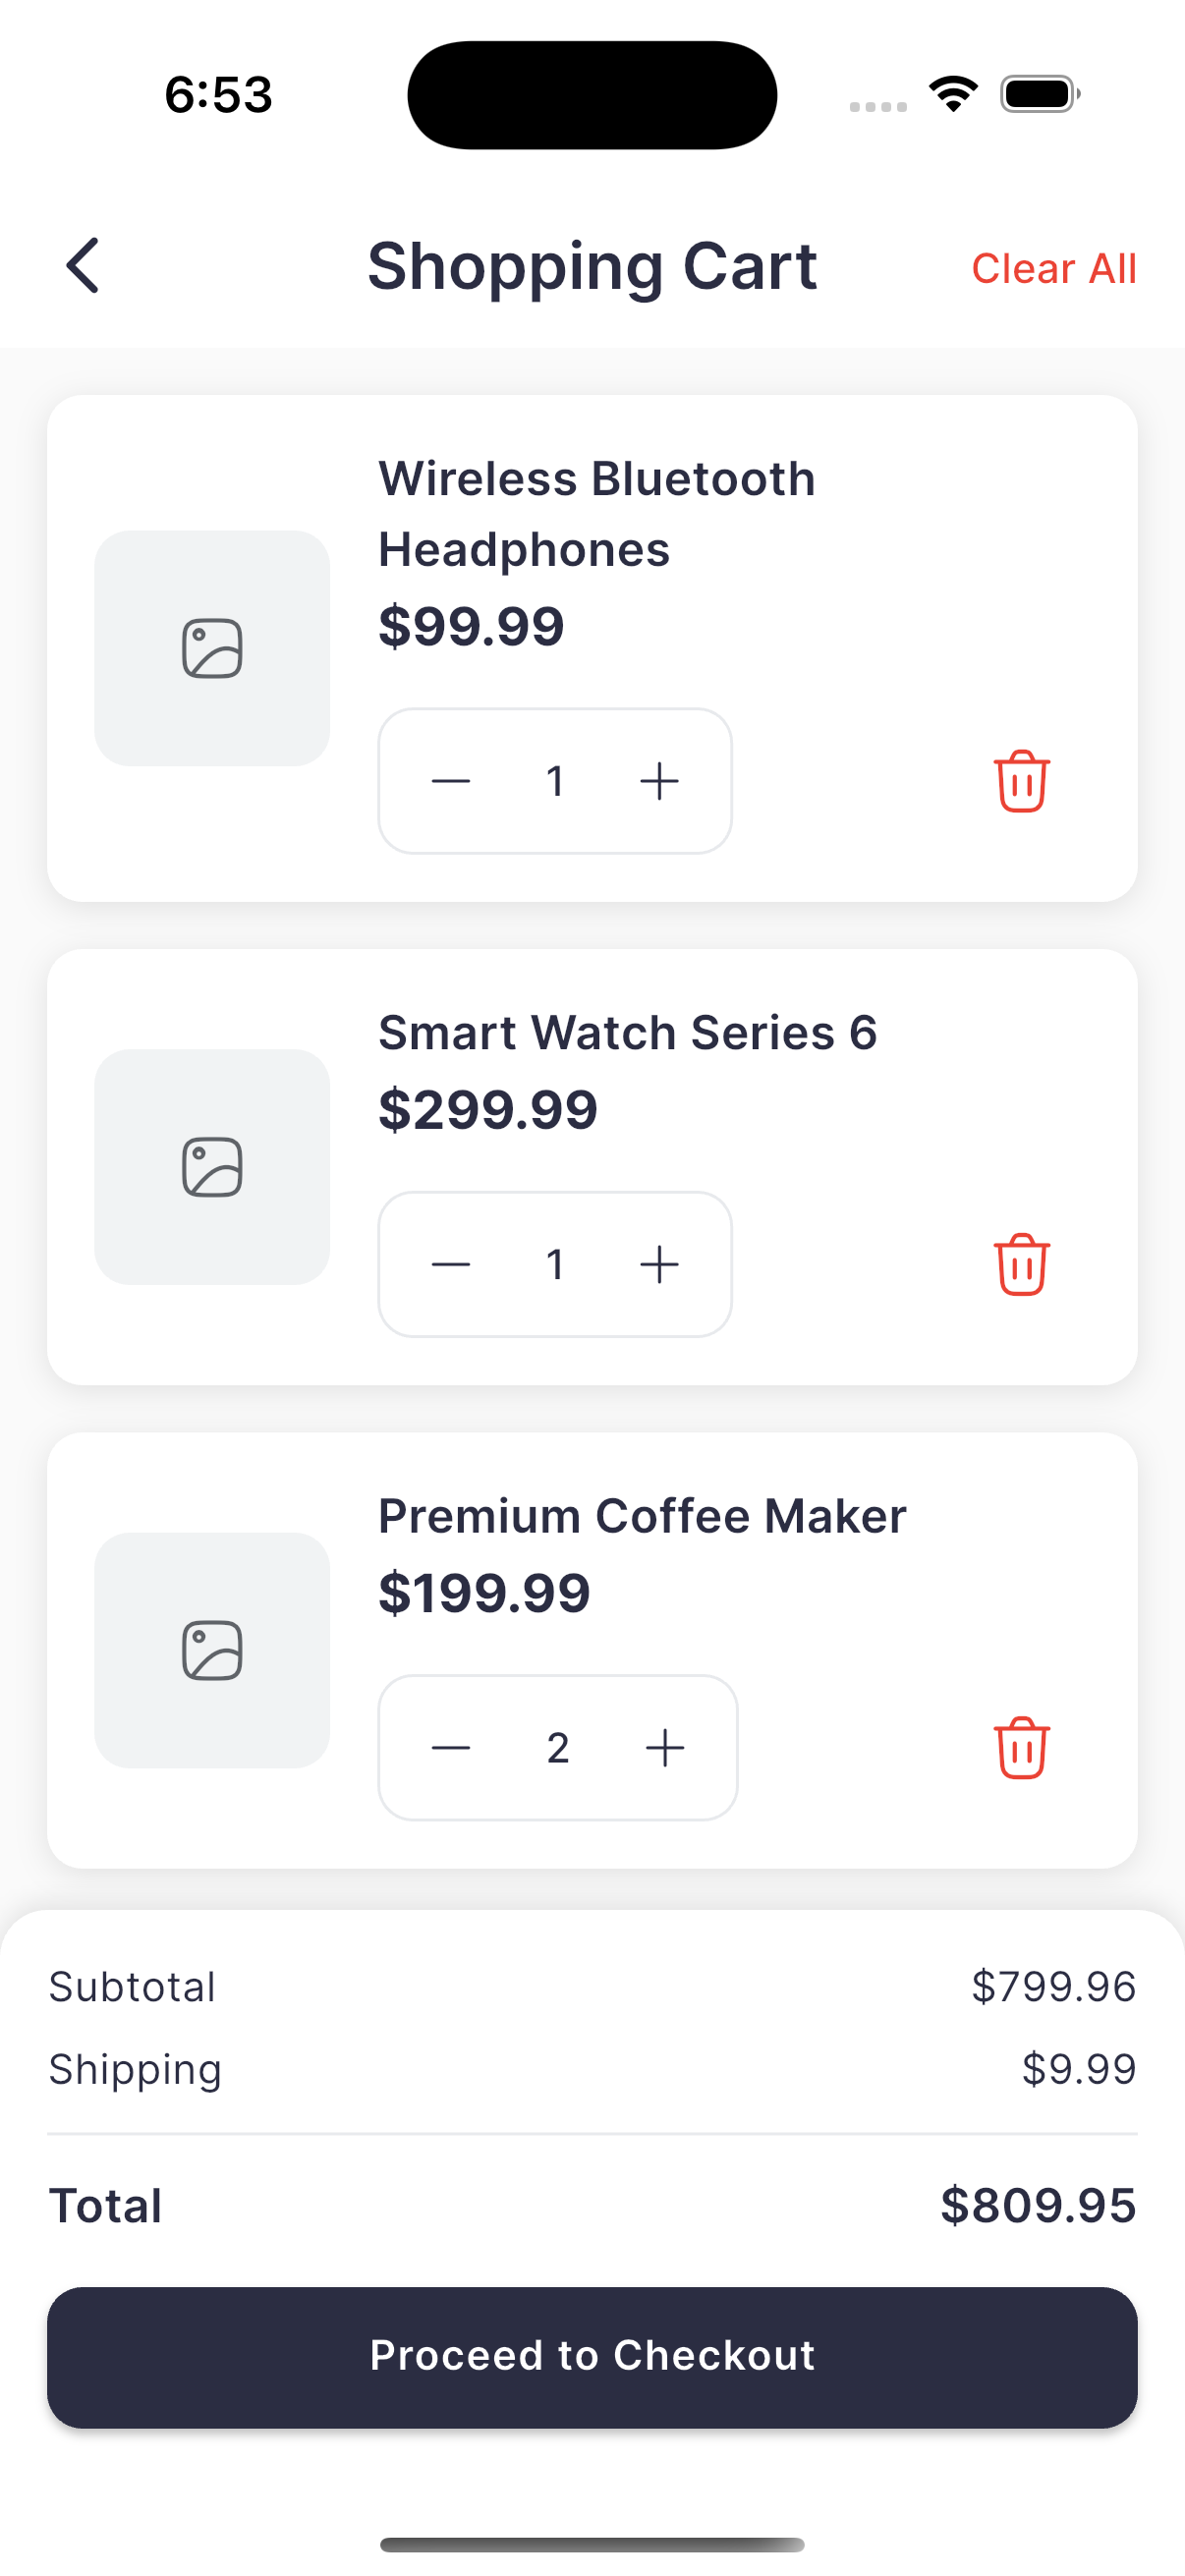 6:53
Shopping Cart
Clear All
Wireless Bluetooth
Headphones
$99.99
1
Smart Watch Series 6
$299.99
1
Premium Coffee Maker
$199.99
2
Subtotal $799.96
Shipping $9.99
Total $809.95
Proceed to Checkout